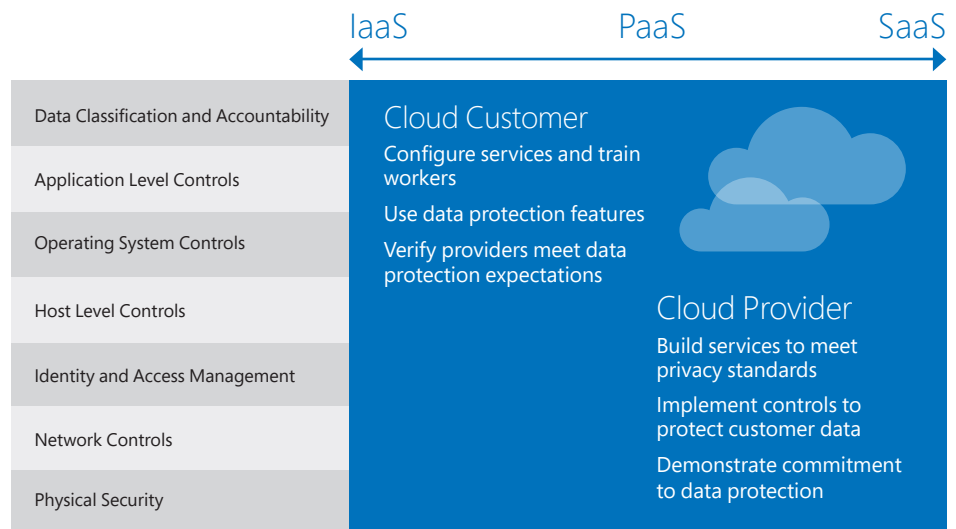 IaaS PaaS SaaS
Data Classification and Accountability
Application Level Controls
Operating System Controls
Host Level Controls
Identity and Access Management
Network Controls
Physical Security
Cloud Customer
Configure services and train
workers
Use data protection features
Verify providers meet data
protection expectations
Cloud Provider
Build services to meet
privacy standards
Implement controls to
protect customer data
Demonstrate commitment
to data protection